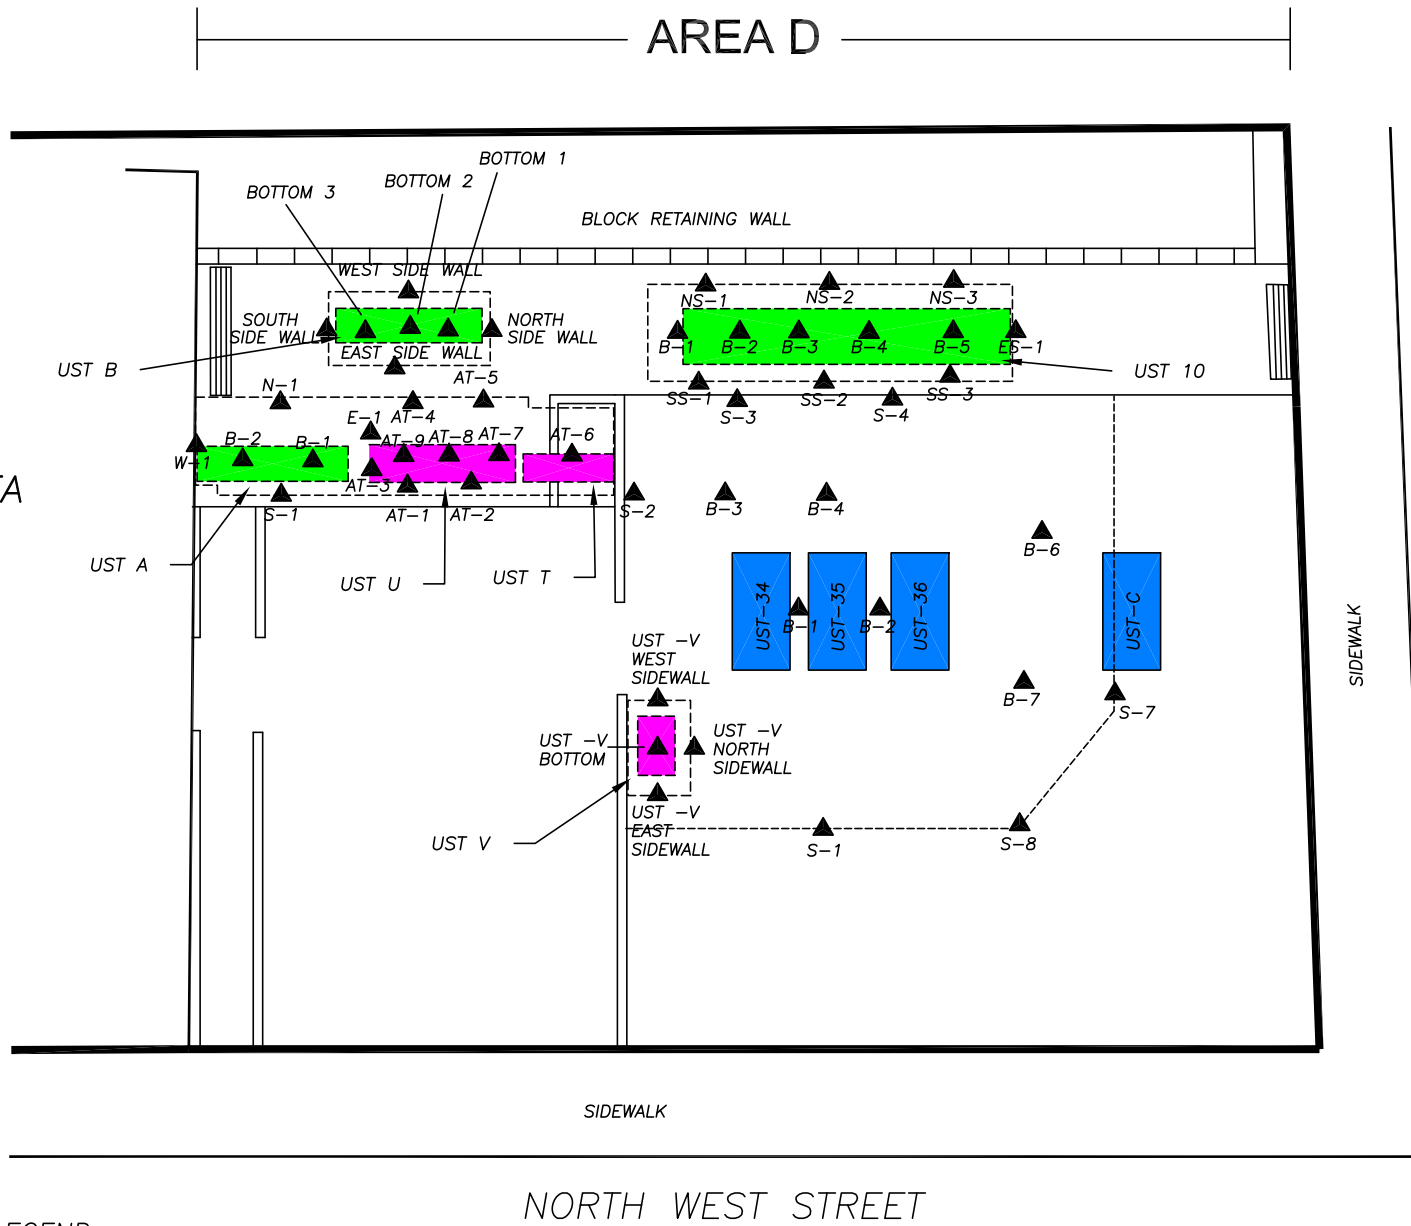 AREA D
BOTTOM 1
BOTTOM 2
BOTTOM 3
BLOCK RETAINING WALL
WEST SIDE WALL
NS-1
NS-2
NS-3
SOUTH
SIDE WALL
NORTH
SIDE WALL
EAST SIDE WALL
B-1
B-2
B-3
B-4
B-5
ES-1
UST B
UST 10
N-1
AT-5
SS-1
S-3
SS-2
S-4
SS-3
E-1
AT-4
B-2
B-1
AT-9
AT-8
AT-7
AT-6
W-1
AT-3
S-1
AT-1
AT-2
S-2
B-3
B-4
B-6
UST A
UST U
UST T
UST-34
B-1
UST-35
B-2
UST-36
UST-C
SIDEWALK
UST -V
WEST
SIDEWALL
B-7
S-7
UST -V
BOTTOM
UST -V
NORTH
SIDEWALL
UST -V
EAST
SIDEWALL
UST V
S-1
S-8
SIDEWALK
NORTH WEST STREET